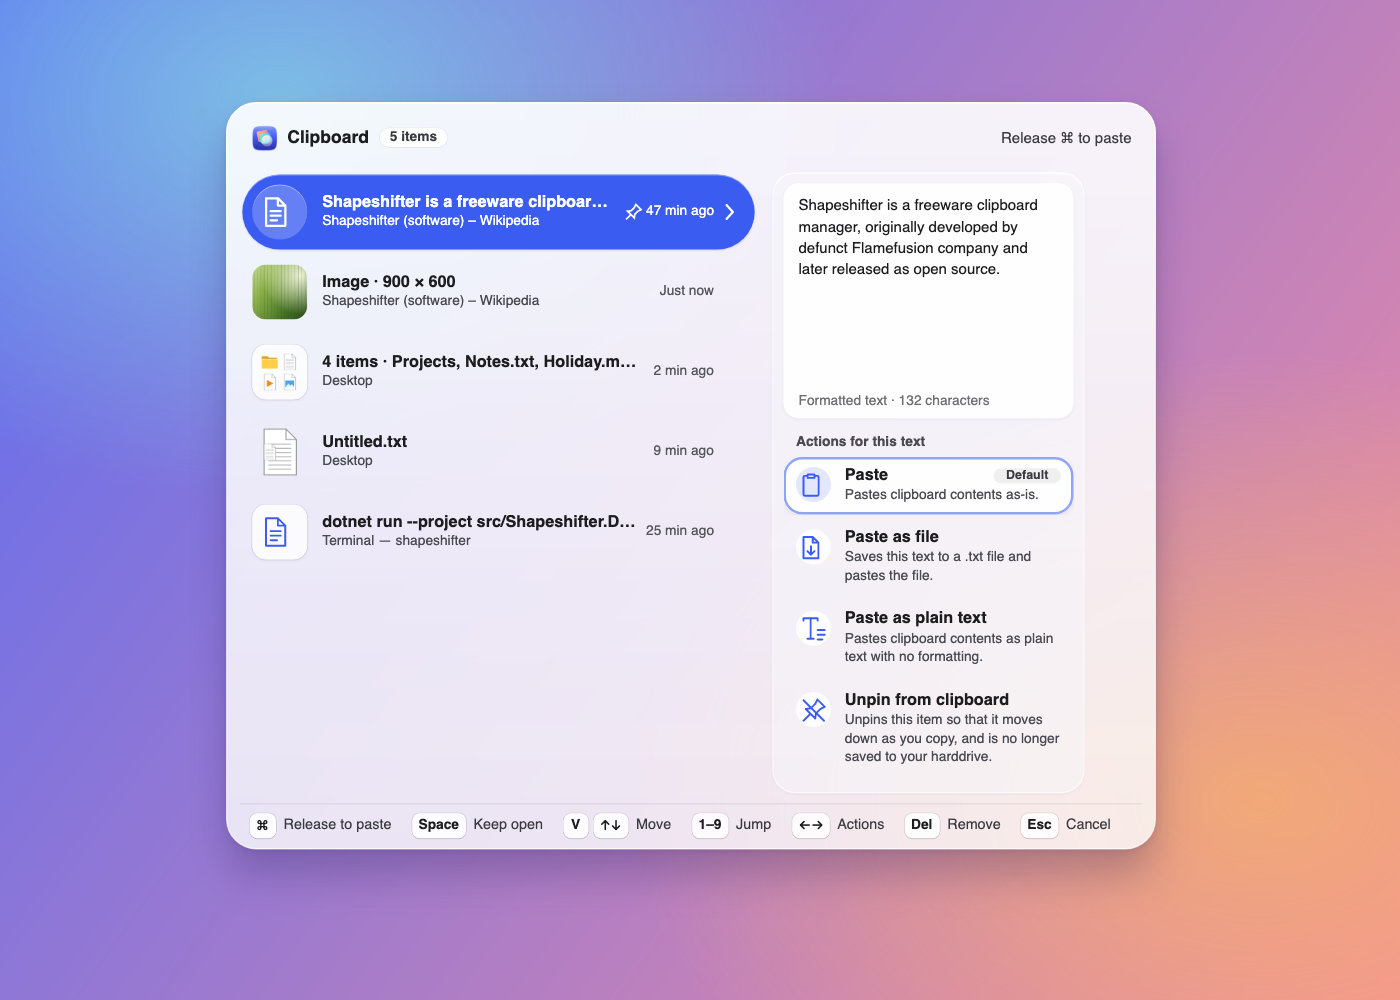 Clipboard 5 items Release ⌘ to paste
Shapeshifter is a freeware clipboar...
Shapeshifter (software) – Wikipedia
47 min ago
Image · 900 × 600
Shapeshifter (software) – Wikipedia
Just now
4 items · Projects, Notes.txt, Holiday.m...
Desktop
2 min ago
Untitled.txt
Desktop
9 min ago
dotnet run --project src/Shapeshifter.D...
Terminal — shapeshifter
25 min ago
Shapeshifter is a freeware clipboard
manager, originally developed by
defunct Flamefusion company and
later released as open source.
Formatted text · 132 characters
Actions for this text
Paste Default
Pastes clipboard contents as-is.
Paste as file
Saves this text to a .txt file and
pastes the file.
Paste as plain text
Pastes clipboard contents as plain
text with no formatting.
Unpin from clipboard
Unpins this item so that it moves
down as you copy, and is no longer
saved to your harddrive.
⌘ Release to paste Space Keep open V ↑↓ Move 1–9 Jump ←→ Actions Del Remove Esc Cancel